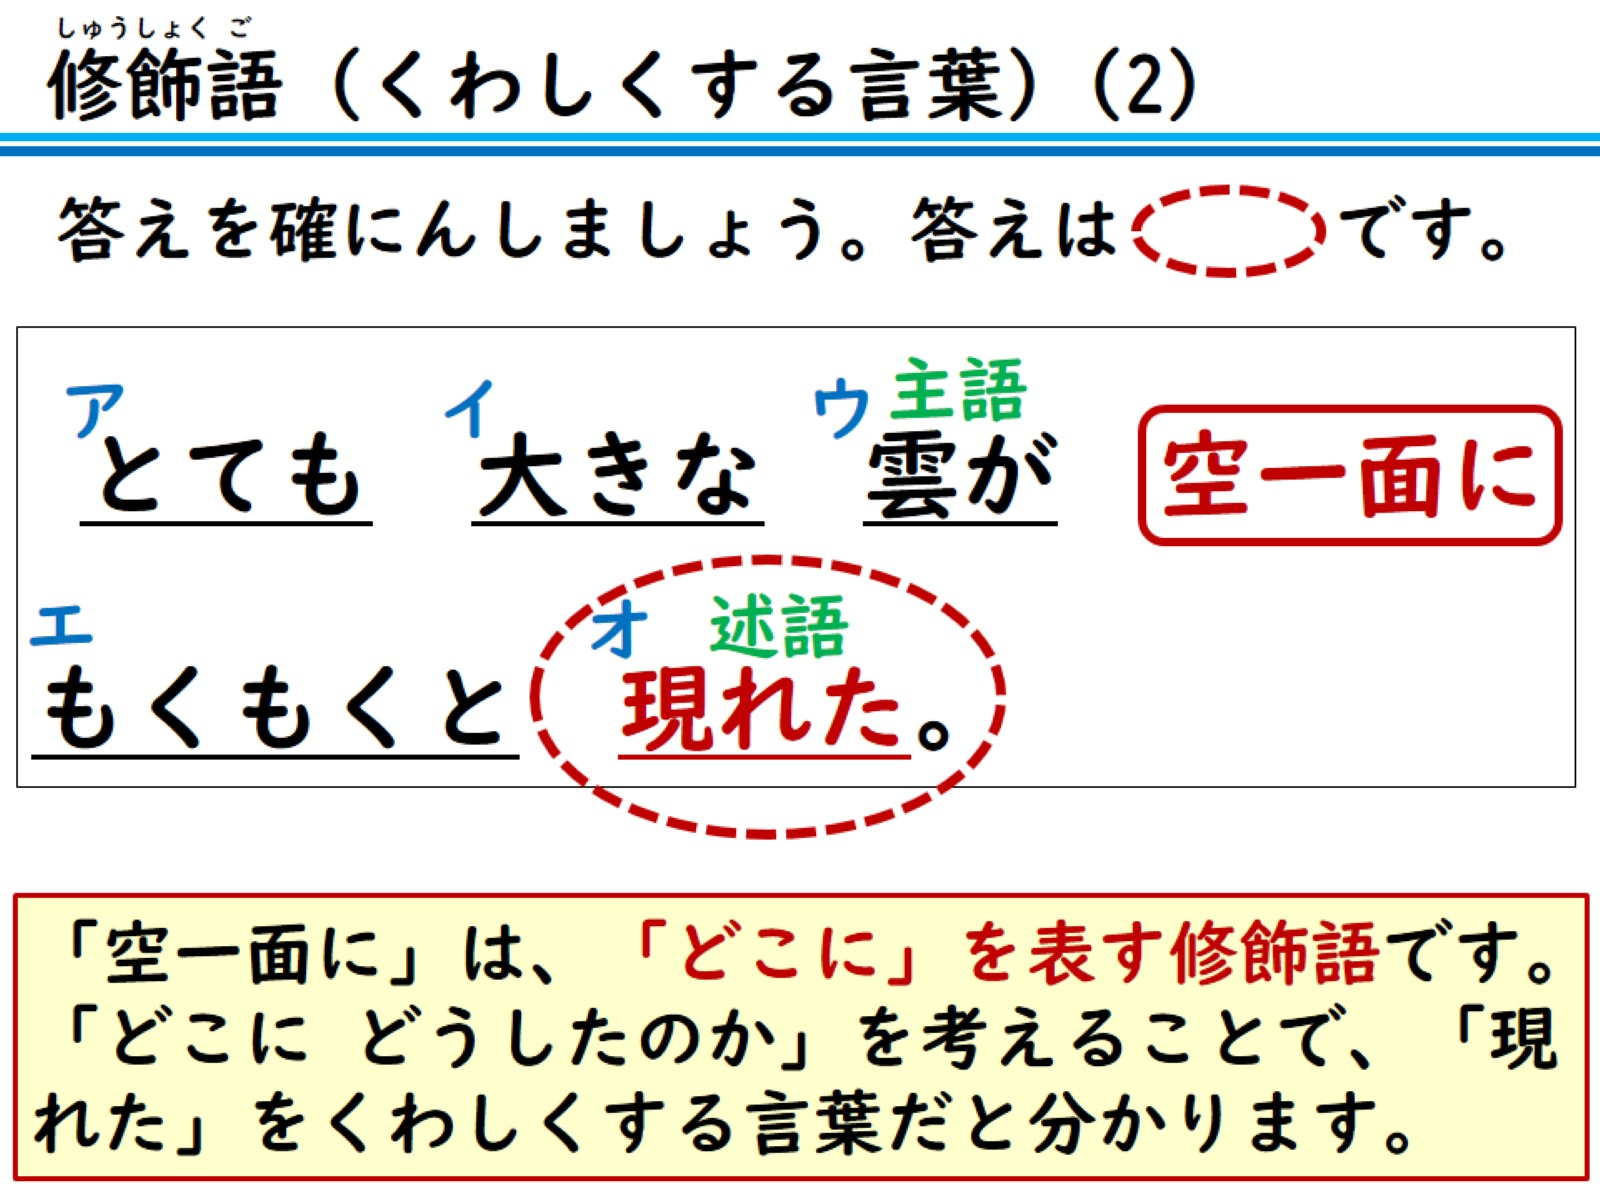 しゅうしょく ご
修飾語（くわしくする言葉）（2）
答えを確にんしましょう。答えは です。
ア イ ウ 主語
とても 大きな 雲が 空一面に
エ オ 述語
もくもくと 現れた。
「空一面に」は、「どこに」を表す修飾語です。
「どこに どうしたのか」を考えることで、「現
れた」をくわしくする言葉だと分かります。